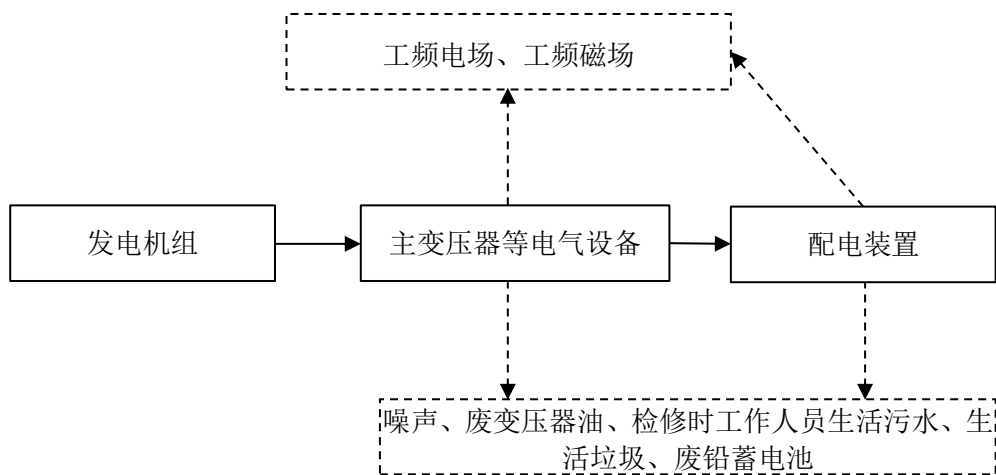 工频电场、工频磁场
发电机组
主变压器等电气设备
配电装置
噪声、废变压器油、检修时工作人员生活污水、生
活垃圾、废铅蓄电池